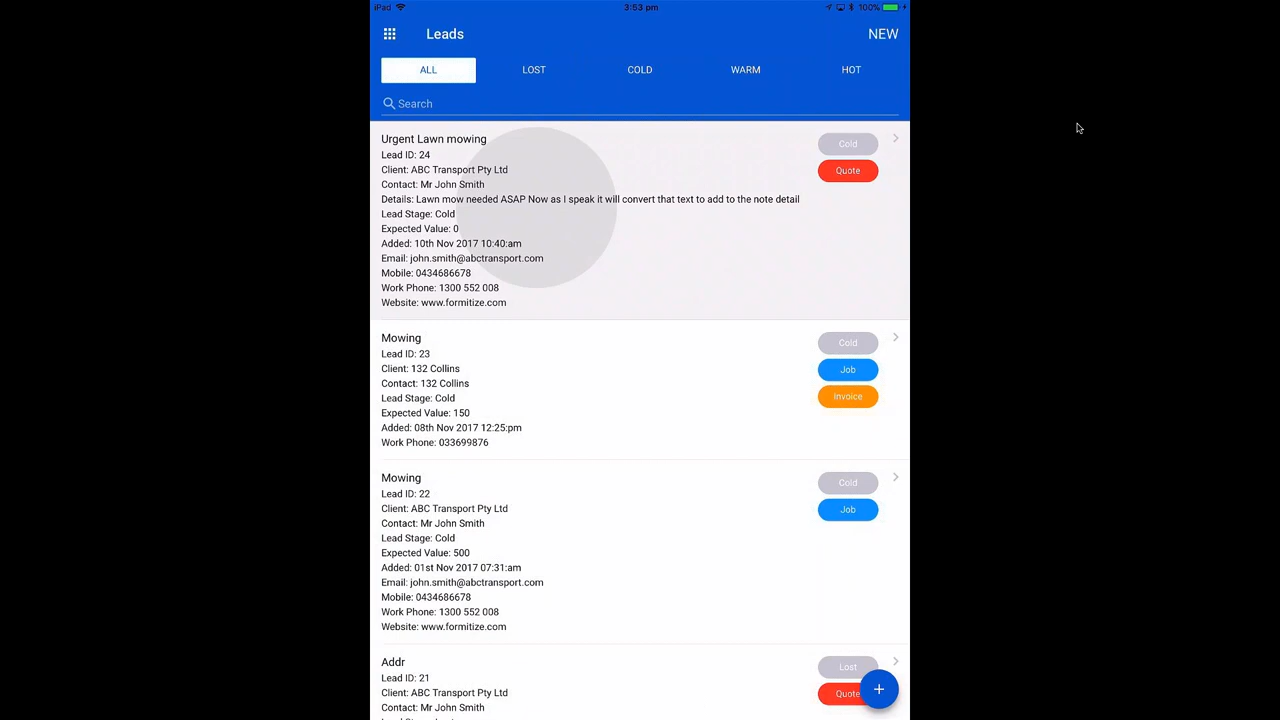 iPad
3:53 pm
100%
Leads
NEW
ALL
LOST
COLD
WARM
HOT
Search
Urgent Lawn mowing
Cold
Lead ID: 24
Client: ABC Transport Pty Ltd
Quote
Contact: Mr John Smith
Details: Lawn mow needed ASAP Now as I speak it will convert that text to add to the note detail
Lead Stage: Cold
Expected Value: 0
Added: 10th Nov 2017 10:40:am
Email: john.smith@abctransport.com
Mobile: 0434686678
Work Phone: 1300 552 008
Website: www.formitize.com
Mowing
Cold
Lead ID: 23
Client: 132 Collins
Job
Contact: 132 Collins
Lead Stage: Cold
Invoice
Expected Value: 150
Added: 08th Nov 2017 12:25:pm
Work Phone: 033699876
Mowing
Cold
Lead ID: 22
Client: ABC Transport Pty Ltd
Job
Contact: Mr John Smith
Lead Stage: Cold
Expected Value: 500
Added: 01st Nov 2017 07:31:am
Email: john.smith@abctransport.com
Mobile: 0434686678
Work Phone: 1300 552 008
Website: www.formitize.com
Addr
Lost
Lead ID: 21
Client: ABC Transport Pty Ltd
Quote
Contact: Mr John Smith